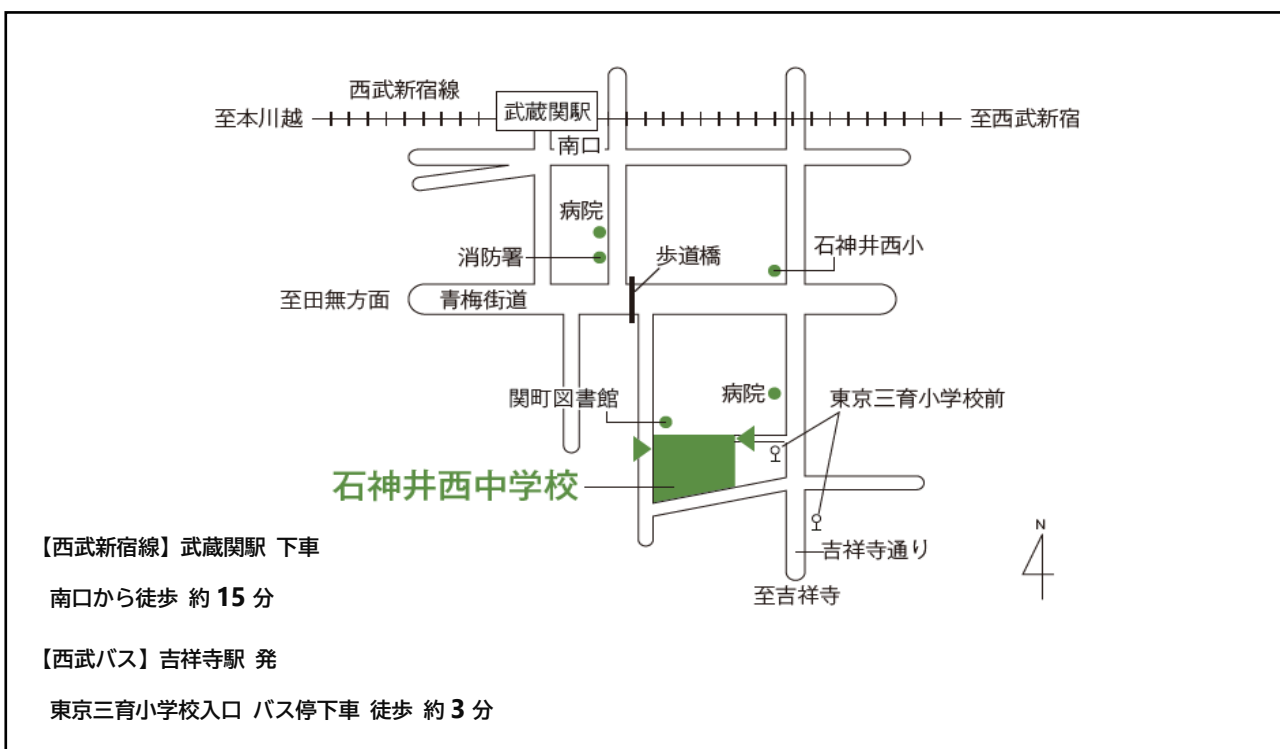 西武新宿線
至本川越
武蔵関駅
至西武新宿
南口
病院
消防署
歩道橋
石神井西小
至田無方面
青梅街道
関町図書館
病院
東京三育小学校前
石神井西中学校
N
吉祥寺通り
至吉祥寺
【西武新宿線】武蔵関駅 下車
南口から徒歩 約 15 分
【西武バス】吉祥寺駅 発
東京三育小学校入口 バス停下車 徒歩 約 3 分